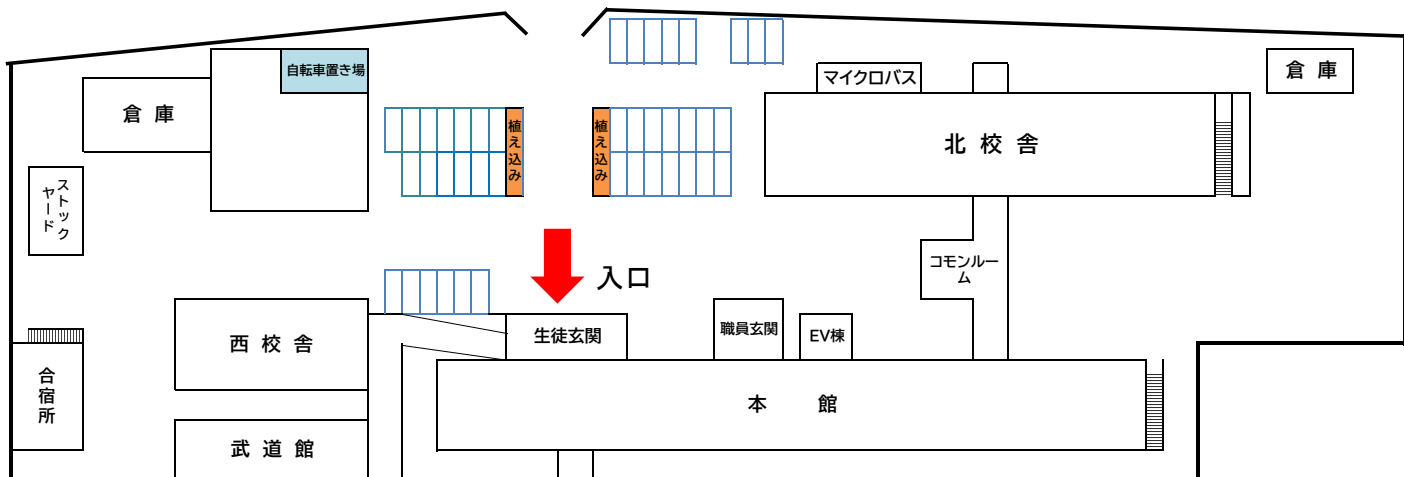 自転車置き場
マイクロバス
倉庫
倉庫
植え込み
植え込み
北校舎
ストック
ヤード
コモンルー
ム
入口
西校舎
生徒玄関
職員玄関
EV棟
合宿所
本館
武道館